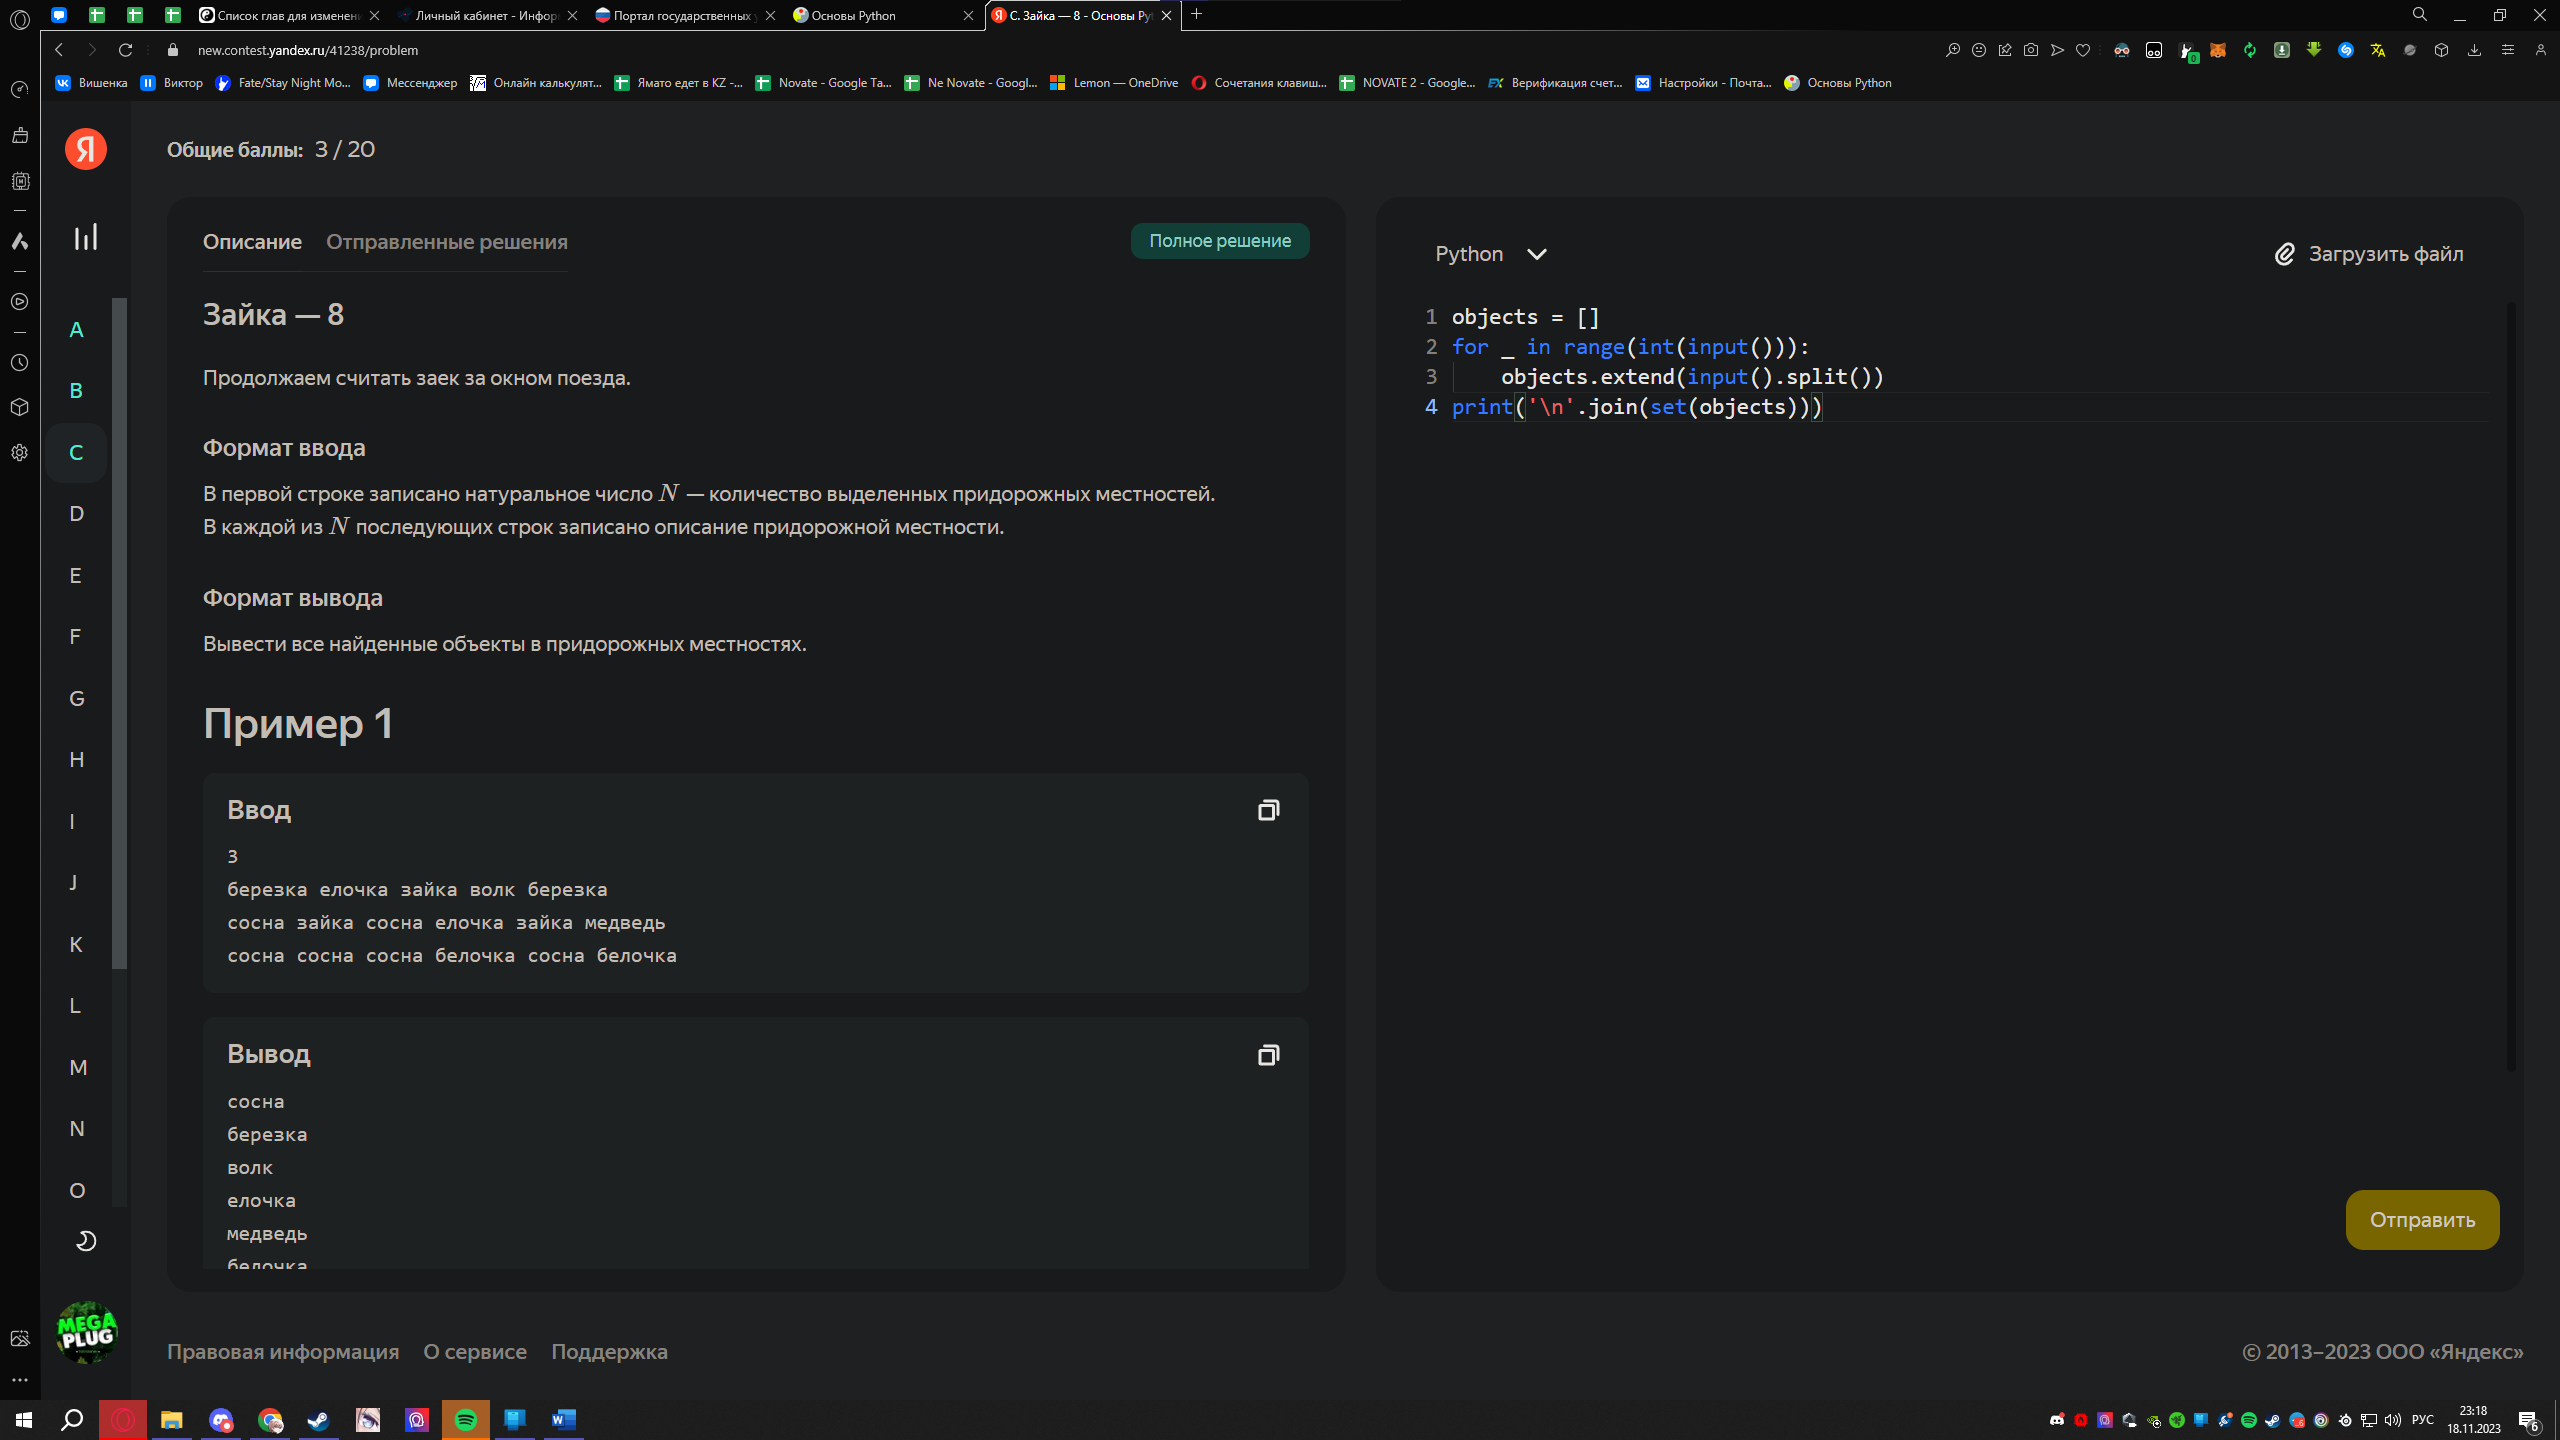 Список глав для изменени
Личный кабинет - Инфор
Портал государственных у
Основы Python
С. Зайка — 8 - Основы Pyt
new.contest.yandex.ru/41238/problem
Вишенка
Виктор
Fate/Stay Night Mo...
Мессенджер
Онлайн калькулят...
Ямато едет в KZ -...
Novate - Google Ta...
Ne Novate - Googl...
Lemon — OneDrive
Сочетания клавиш...
NOVATE 2 - Google...
Верификация счет...
Настройки - Почта...
Основы Python
Я
Общие баллы: 3 / 20
Описание Отправленные решения
Полное решение
Python
Загрузить файл
A
B
C
D
E
F
G
H
I
J
K
L
M
N
O
Зайка — 8
Продолжаем считать заек за окном поезда.
Формат ввода
В первой строке записано натуральное число N — количество выделенных придорожных местностей.
В каждой из N последующих строк записано описание придорожной местности.
Формат вывода
Вывести все найденные объекты в придорожных местностях.
Пример 1
Ввод
3
березка елочка зайка волк березка
сосна зайка сосна елочка зайка медведь
сосна сосна сосна белочка сосна белочка
Вывод
сосна
березка
волк
елочка
медведь
белочка
1 objects = []
2 for _ in range(int(input())):
3 objects.extend(input().split())
4 print('\n'.join(set(objects)))
Отправить
MEGA
PLUG
Правовая информация О сервисе Поддержка
© 2013–2023 ООО «Яндекс»
РУС
23:18
18.11.2023
6